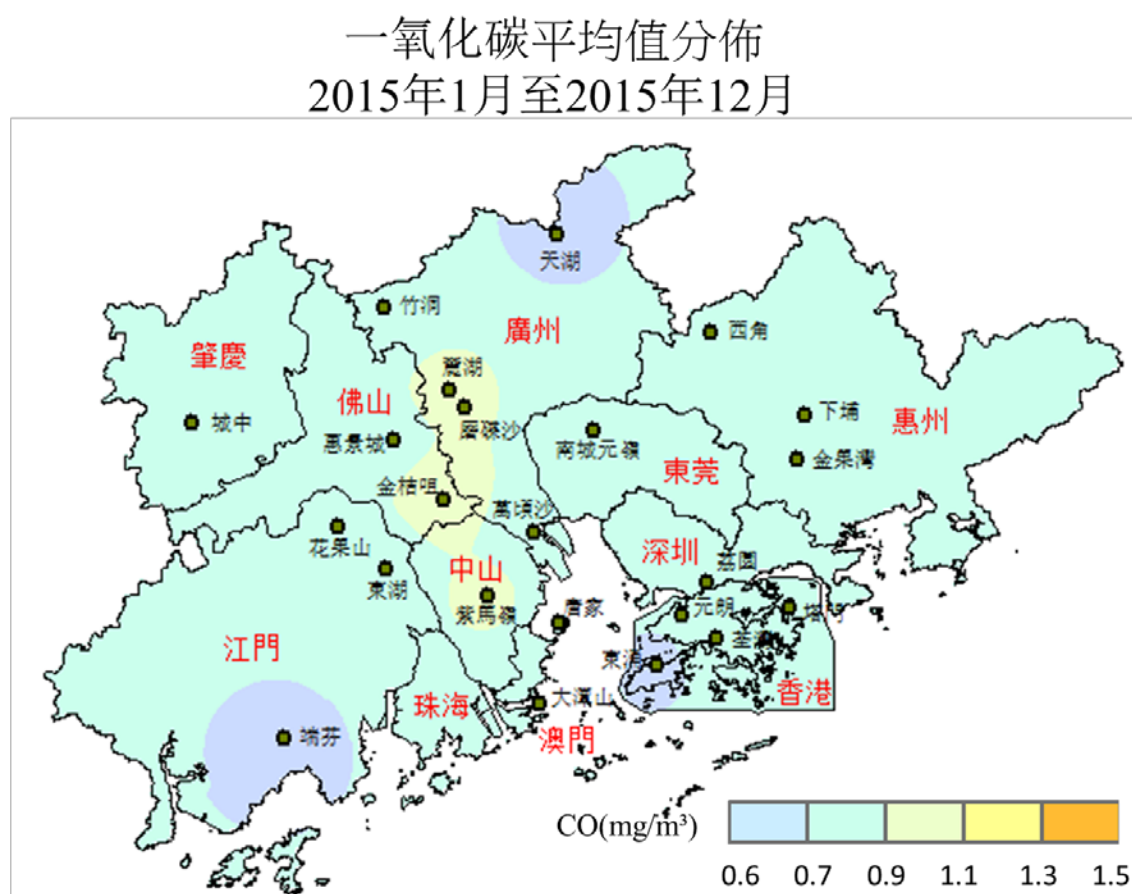 一氧化碳平均值分佈
2015年1月至2015年12月
天湖
竹洞
廣州
西角
肇慶
麓湖
佛山
磨碟沙
下埔
城中
惠景城
南城元嶺
惠州
東莞
金果灣
金桔咀
萬頃沙
花果山
深圳
荔園
東湖
中山
紫馬嶺
唐家
元朗
塔門
荃灣
江門
東涌
香港
珠海
大潭山
端芬
澳門
CO(mg/m³)
0.6 0.7 0.9 1.1 1.3 1.5